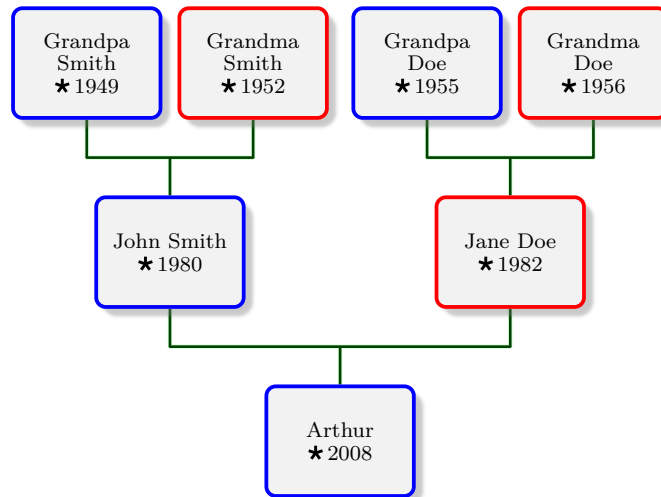 Grandpa
Smith
★1949
Grandma
Smith
★1952
Grandpa
Doe
★1955
Grandma
Doe
★1956
John Smith
★1980
Jane Doe
★1982
Arthur
★2008